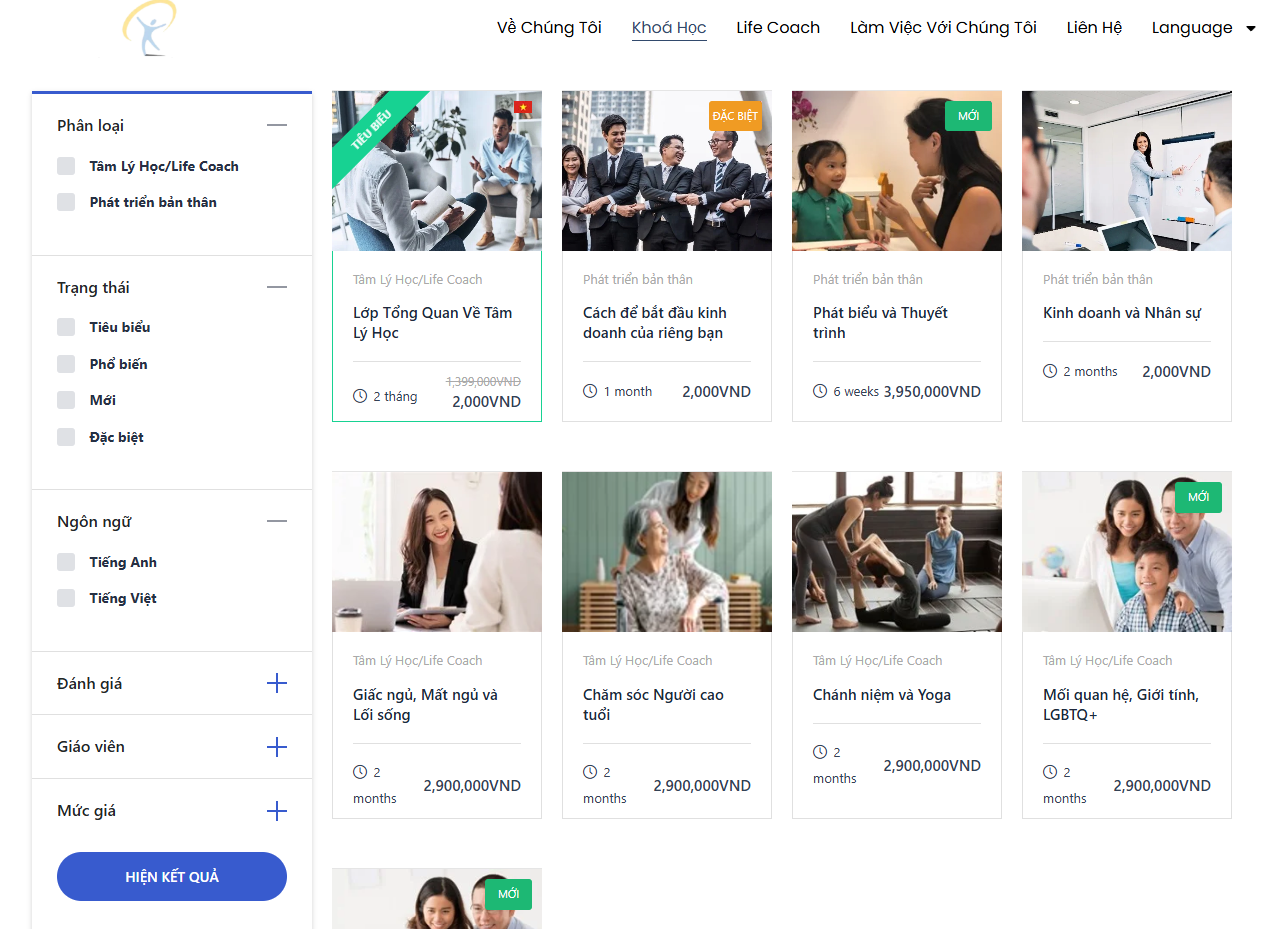 Về Chúng Tôi
Khoá Học
Life Coach
Làm Việc Với Chúng Tôi
Liên Hệ
Language
Phân loại
Tâm Lý Học/Life Coach
Phát triển bản thân
Trạng thái
Tiêu biểu
Phổ biến
Mới
Đặc biệt
Ngôn ngữ
Tiếng Anh
Tiếng Việt
Đánh giá
Giáo viên
Mức giá
HIỆN KẾT QUẢ
TIÊU BIỂU
Tâm Lý Học/Life Coach
Lớp Tổng Quan Về Tâm
Lý Học
2 tháng
1,399,000VND
2,000VND
ĐẶC BIỆT
Phát triển bản thân
Cách để bắt đầu kinh
doanh của riêng bạn
1 month
2,000VND
MỚI
Phát triển bản thân
Phát biểu và Thuyết
trình
6 weeks
3,950,000VND
Phát triển bản thân
Kinh doanh và Nhân sự
2 months
2,000VND
Tâm Lý Học/Life Coach
Giấc ngủ, Mất ngủ và
Lối sống
2
months
2,900,000VND
Tâm Lý Học/Life Coach
Chăm sóc Người cao
tuổi
2
months
2,900,000VND
Tâm Lý Học/Life Coach
Chánh niệm và Yoga
2
months
2,900,000VND
MỚI
Tâm Lý Học/Life Coach
Mối quan hệ, Giới tính,
LGBTQ+
2
months
2,900,000VND
MỚI